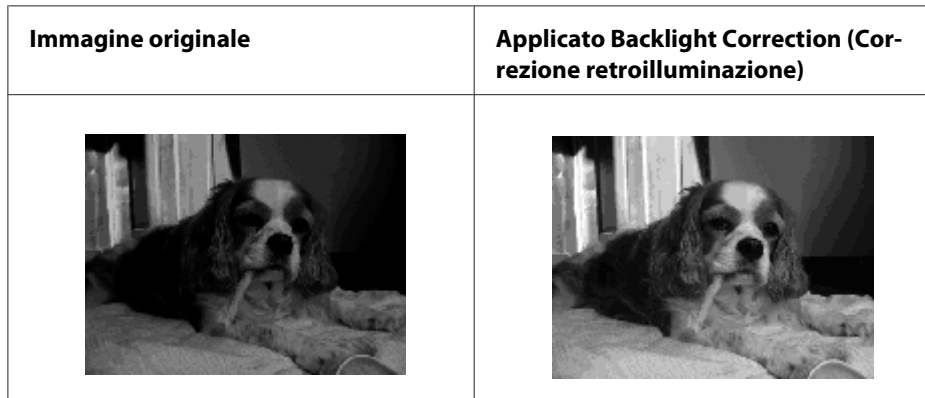 Immagine originale
Applicato Backlight Correction (Cor-
rezione retroilluminazione)